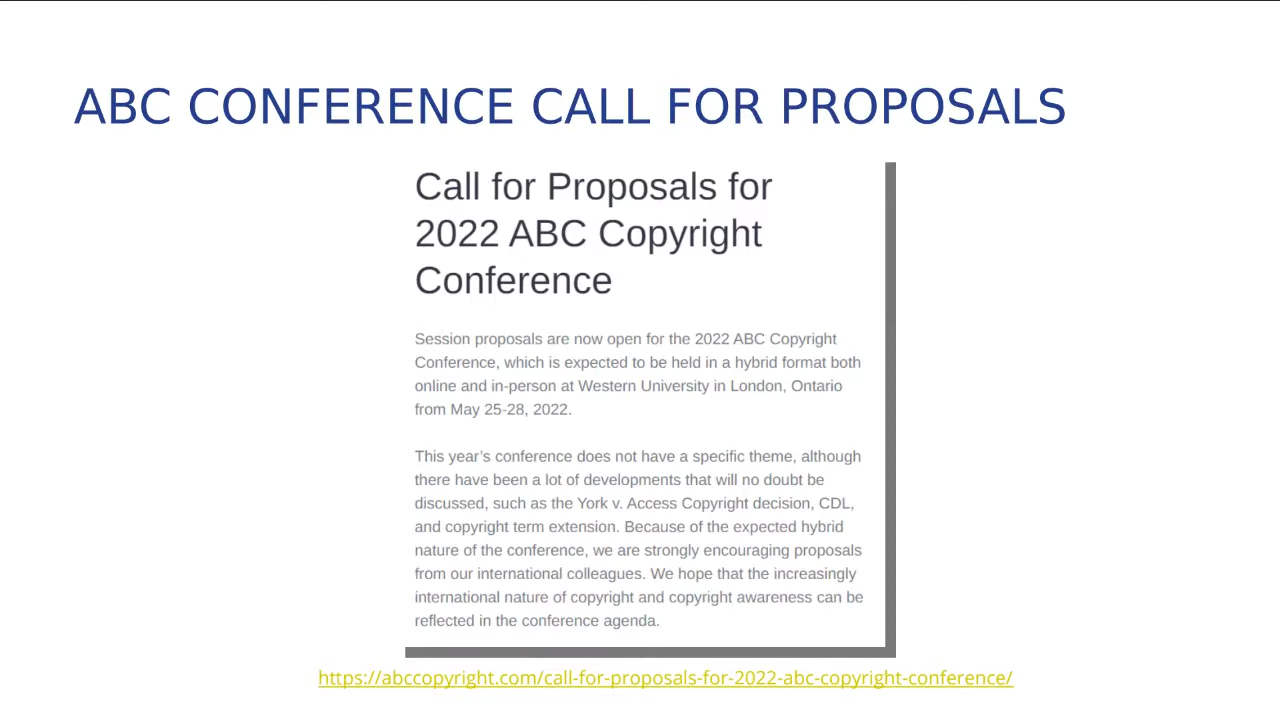 ABC CONFERENCE CALL FOR PROPOSALS
Call for Proposals for
2022 ABC Copyright
Conference
Session proposals are now open for the 2022 ABC Copyright
Conference, which is expected to be held in a hybrid format both
online and in-person at Western University in London, Ontario
from May 25-28, 2022.
This year’s conference does not have a specific theme, although
there have been a lot of developments that will no doubt be
discussed, such as the York v. Access Copyright decision, CDL,
and copyright term extension. Because of the expected hybrid
nature of the conference, we are strongly encouraging proposals
from our international colleagues. We hope that the increasingly
international nature of copyright and copyright awareness can be
reflected in the conference agenda.
https://abccopyright.com/call-for-proposals-for-2022-abc-copyright-conference/